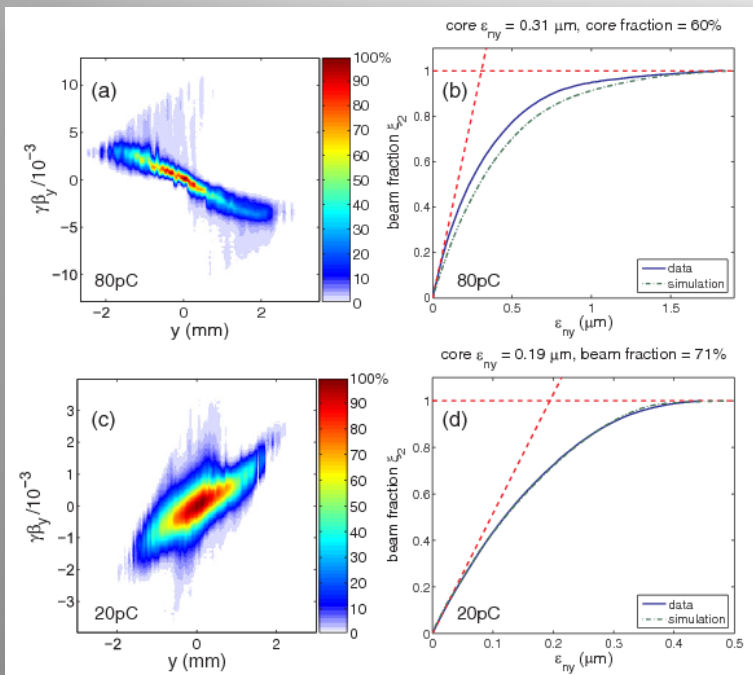 core ε_ny = 0.31 μm, core fraction = 60%
(a)
γβ_y/10^−3
10
5
0
−5
−10
80pC
−2
0
2
y (mm)
100%
90
80
70
60
50
40
30
20
10
0
(b)
beam fraction ξ_2
1
0.8
0.6
0.4
0.2
0
80pC
data
simulation
0
0.5
1
1.5
ε_ny (μm)
core ε_ny = 0.19 μm, beam fraction = 71%
(c)
γβ_y/10^−3
3
2
1
0
−1
−2
−3
20pC
−2
0
2
y (mm)
100%
90
80
70
60
50
40
30
20
10
0
(d)
beam fraction ξ_2
1
0.8
0.6
0.4
0.2
0
20pC
data
simulation
0
0.1
0.2
0.3
0.4
0.5
ε_ny (μm)